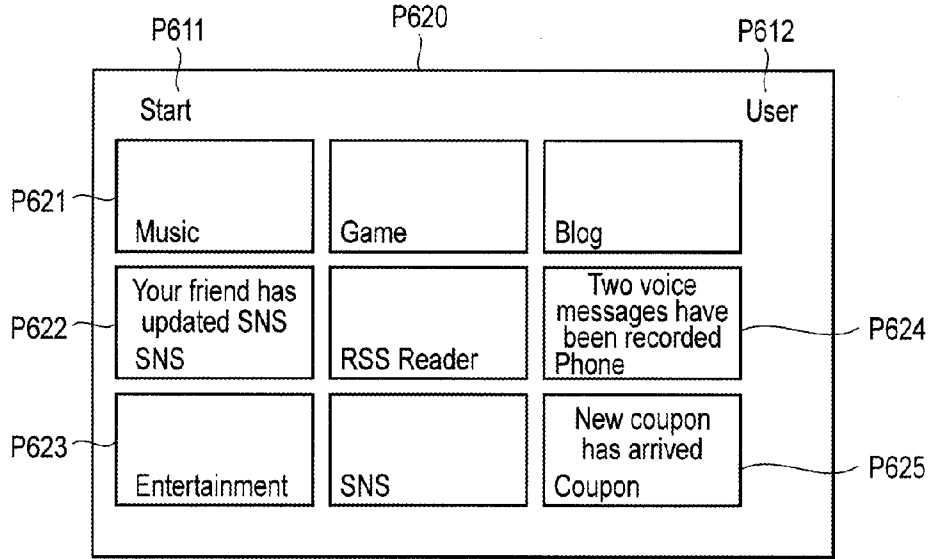 P611
P620
P612
Start
User
P621
Music
Game
Blog
P622
Your friend has
updated SNS
SNS
RSS Reader
Two voice
messages have
been recorded
Phone
P624
P623
Entertainment
SNS
New coupon
has arrived
Coupon
P625